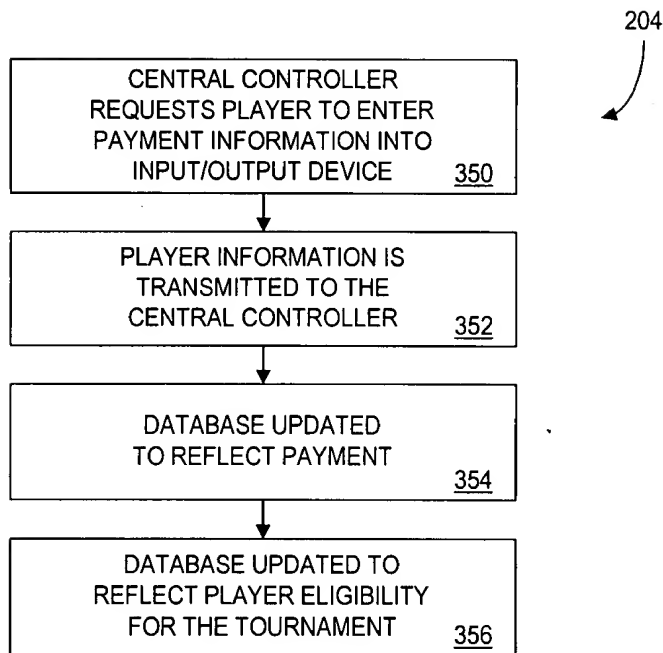 204
CENTRAL CONTROLLER
REQUESTS PLAYER TO ENTER
PAYMENT INFORMATION INTO
INPUT/OUTPUT DEVICE 350
PLAYER INFORMATION IS
TRANSMITTED TO THE
CENTRAL CONTROLLER 352
DATABASE UPDATED
TO REFLECT PAYMENT
354
DATABASE UPDATED TO
REFLECT PLAYER ELIGIBILITY
FOR THE TOURNAMENT 356